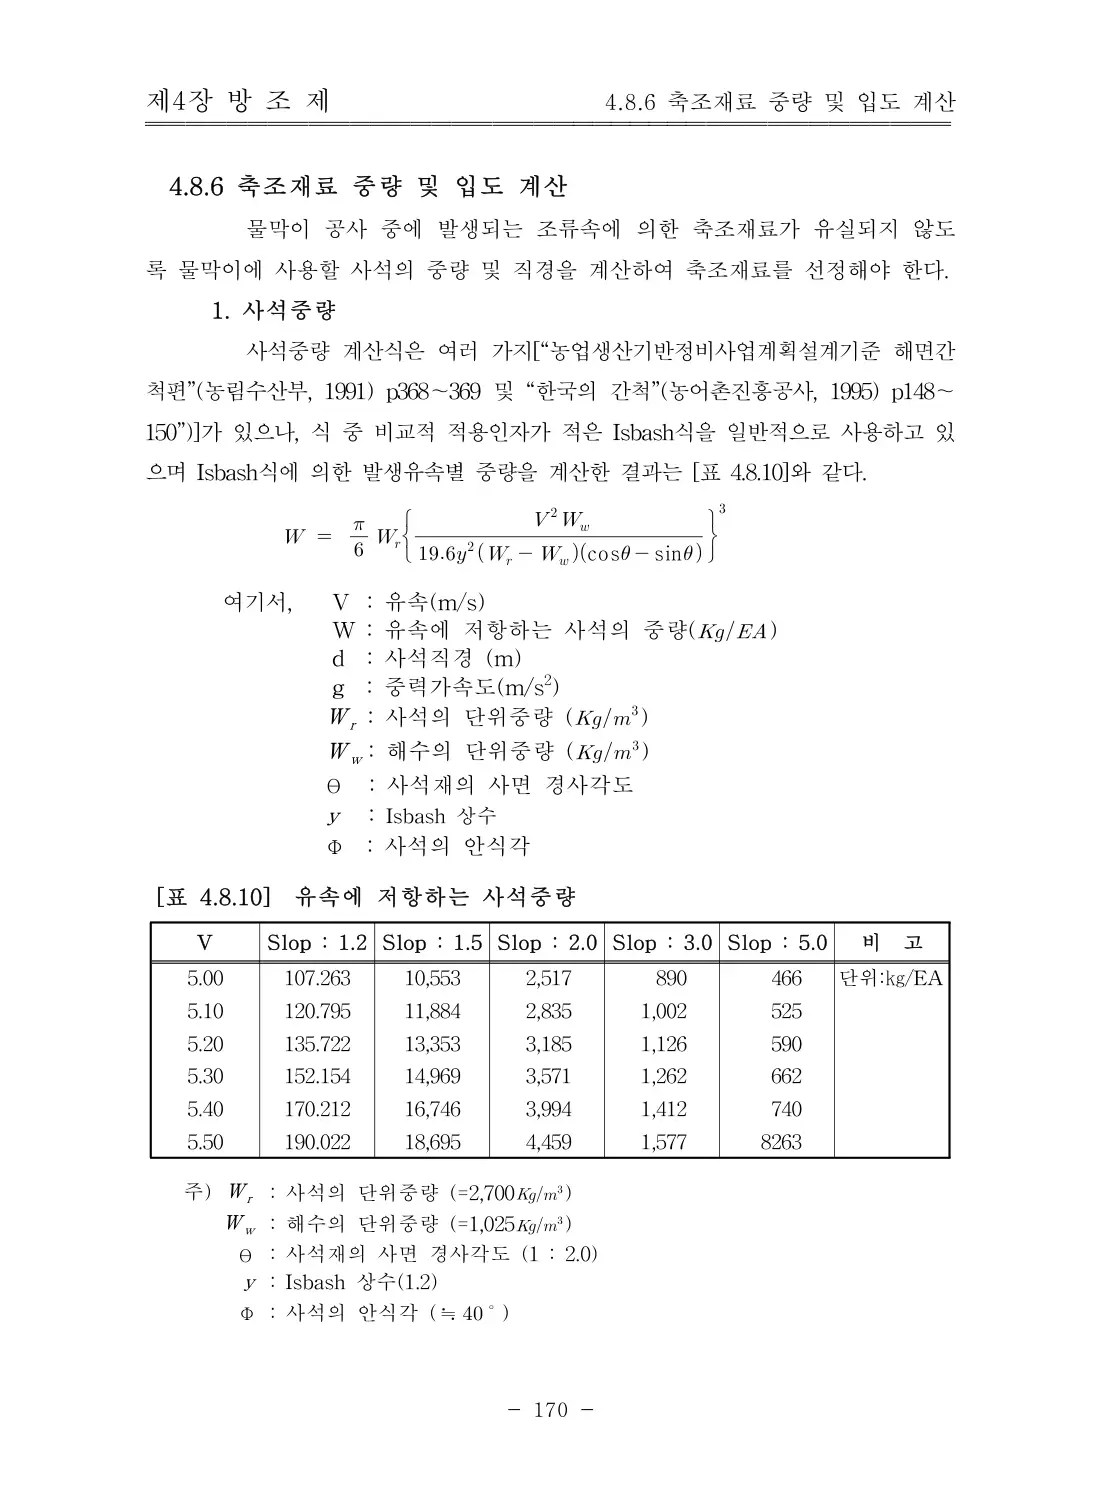 제4장 방 조 제 4.8.6 축조재료 중량 및 입도 계산
4.8.6 축조재료 중량 및 입도 계산
물막이 공사 중에 발생되는 조류속에 의한 축조재료가 유실되지 않도
록 물막이에 사용할 사석의 중량 및 직경을 계산하여 축조재료를 선정해야 한다.
1. 사석중량
사석중량 계산식은 여러 가지[“농업생산기반정비사업계획설계기준 해면간
척편”(농림수산부, 1991) p368～369 및 “한국의 간척”(농어촌진흥공사, 1995) p148～
150”)]가 있으나, 식 중 비교적 적용인자가 적은 Isbash식을 일반적으로 사용하고 있
으며 Isbash식에 의한 발생유속별 중량을 계산한 결과는 [표 4.8.10]와 같다.
W = π/6 W_r { V² W_w / 19.6y² ( W_r − W_w )(cosθ − sinθ) }³
여기서, V : 유속(m/s)
W : 유속에 저항하는 사석의 중량(Kg/EA)
d : 사석직경 (m)
g : 중력가속도(m/s²)
W_r : 사석의 단위중량 (Kg/m³)
W_w : 해수의 단위중량 (Kg/m³)
Θ : 사석재의 사면 경사각도
y : Isbash 상수
Φ : 사석의 안식각
[표 4.8.10] 유속에 저항하는 사석중량
V Slop : 1.2 Slop : 1.5 Slop : 2.0 Slop : 3.0 Slop : 5.0 비 고
5.00 107.263 10,553 2,517 890 466 단위:㎏/EA
5.10 120.795 11,884 2,835 1,002 525
5.20 135.722 13,353 3,185 1,126 590
5.30 152.154 14,969 3,571 1,262 662
5.40 170.212 16,746 3,994 1,412 740
5.50 190.022 18,695 4,459 1,577 8263
주) W_r : 사석의 단위중량 (=2,700Kg/m³)
W_w : 해수의 단위중량 (=1,025Kg/m³)
Θ : 사석재의 사면 경사각도 (1 : 2.0)
y : Isbash 상수(1.2)
Φ : 사석의 안식각 (≒ 40°)
− 170 −